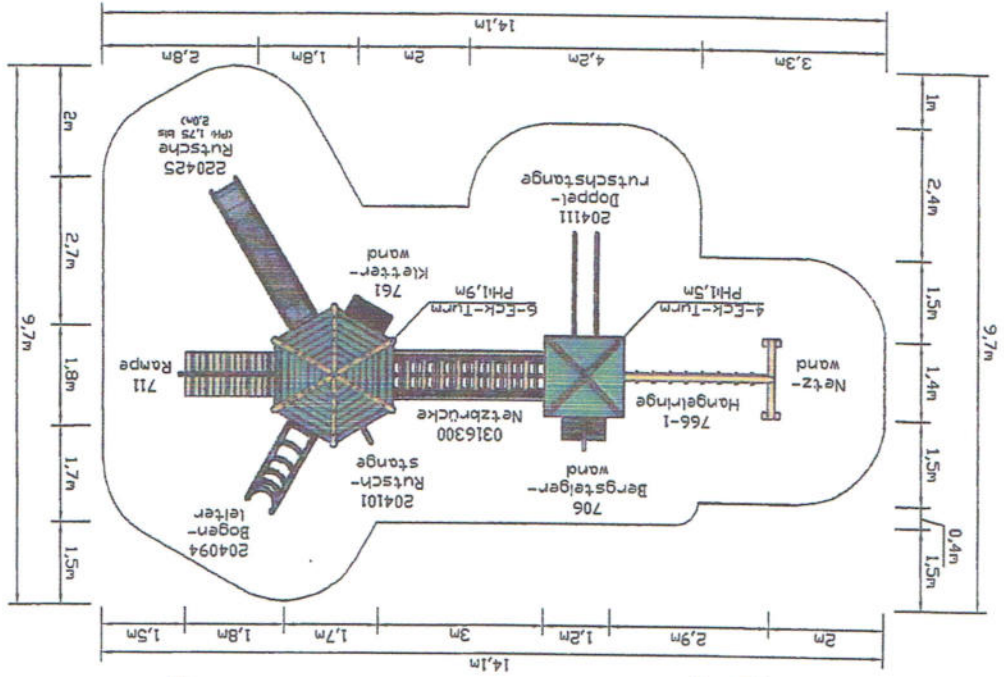 14,1m
2m 2,9m 1,2m 3m 1,7m 1,8m 1,5m
9,7m
1,5m
0,4m
1,5m
1,4m
1,5m
2,4m
1m
706
Bergsteiger-
wand
204101
Rutsch-
stange
204094
Bogen-
leiter
Netz-
wand
766-1
Hangelringe
0316300
Netzbrücke
711
Rampe
4-Eck-Turm
PH:1,5m
6-Eck-Turm
PH:1,9m
761
Kletter-
wand
204111
Doppel-
rutschstange
220425
Rutsche
(PH: 1,75 bis
2,0m)
1,5m
1,7m
1,8m
2,7m
2m
9,7m
3,3m 4,2m 2m 1,8m 2,8m
14,1m